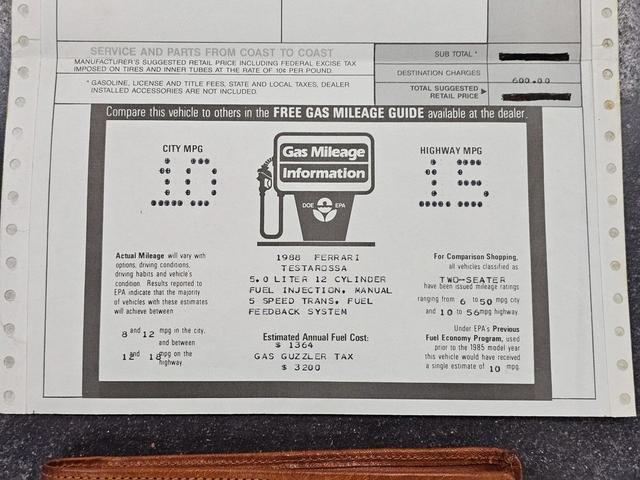 SERVICE AND PARTS FROM COAST TO COAST
MANUFACTURER'S SUGGESTED RETAIL PRICE INCLUDING FEDERAL EXCISE TAX
IMPOSED ON TIRES AND INNER TUBES AT THE RATE OF 10¢ PER POUND.
* GASOLINE, LICENSE AND TITLE FEES, STATE AND LOCAL TAXES, DEALER
INSTALLED ACCESSORIES ARE NOT INCLUDED.
SUB TOTAL *
DESTINATION CHARGES 600.00
TOTAL SUGGESTED
RETAIL PRICE
Compare this vehicle to others in the FREE GAS MILEAGE GUIDE available at the dealer.
CITY MPG
10
Gas Mileage
Information
DOE EPA
HIGHWAY MPG
15
Actual Mileage will vary with
options, driving conditions,
driving habits and vehicle's
condition. Results reported to
EPA indicate that the majority
of vehicles with these estimates
will achieve between
8 and 12 mpg in the city,
and between
12 and 18 mpg on the
highway.
1988 FERRARI
TESTAROSSA
5.0 LITER 12 CYLINDER
FUEL INJECTION, MANUAL
5 SPEED TRANS, FUEL
FEEDBACK SYSTEM
Estimated Annual Fuel Cost:
$ 1364
GAS GUZZLER TAX
$ 3200
For Comparison Shopping,
all vehicles classified as
TWO-SEATER
have been issued mileage ratings
ranging from 6 to 50 mpg city
and 10 to 56 mpg highway.
Under EPA's Previous
Fuel Economy Program, used
prior to the 1985 model year
this vehicle would have received
a single estimate of 10 mpg.